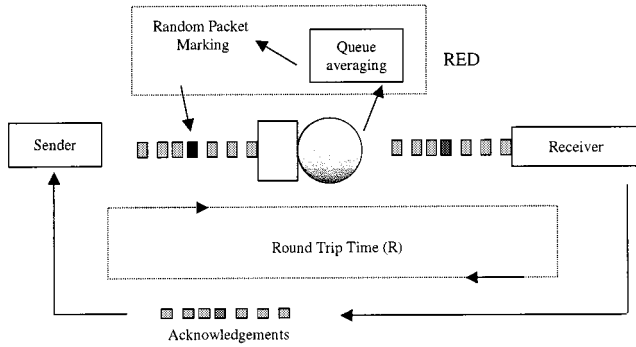 Random Packet
Marking
Queue
averaging
RED
Sender
Receiver
Round Trip Time (R)
Acknowledgements